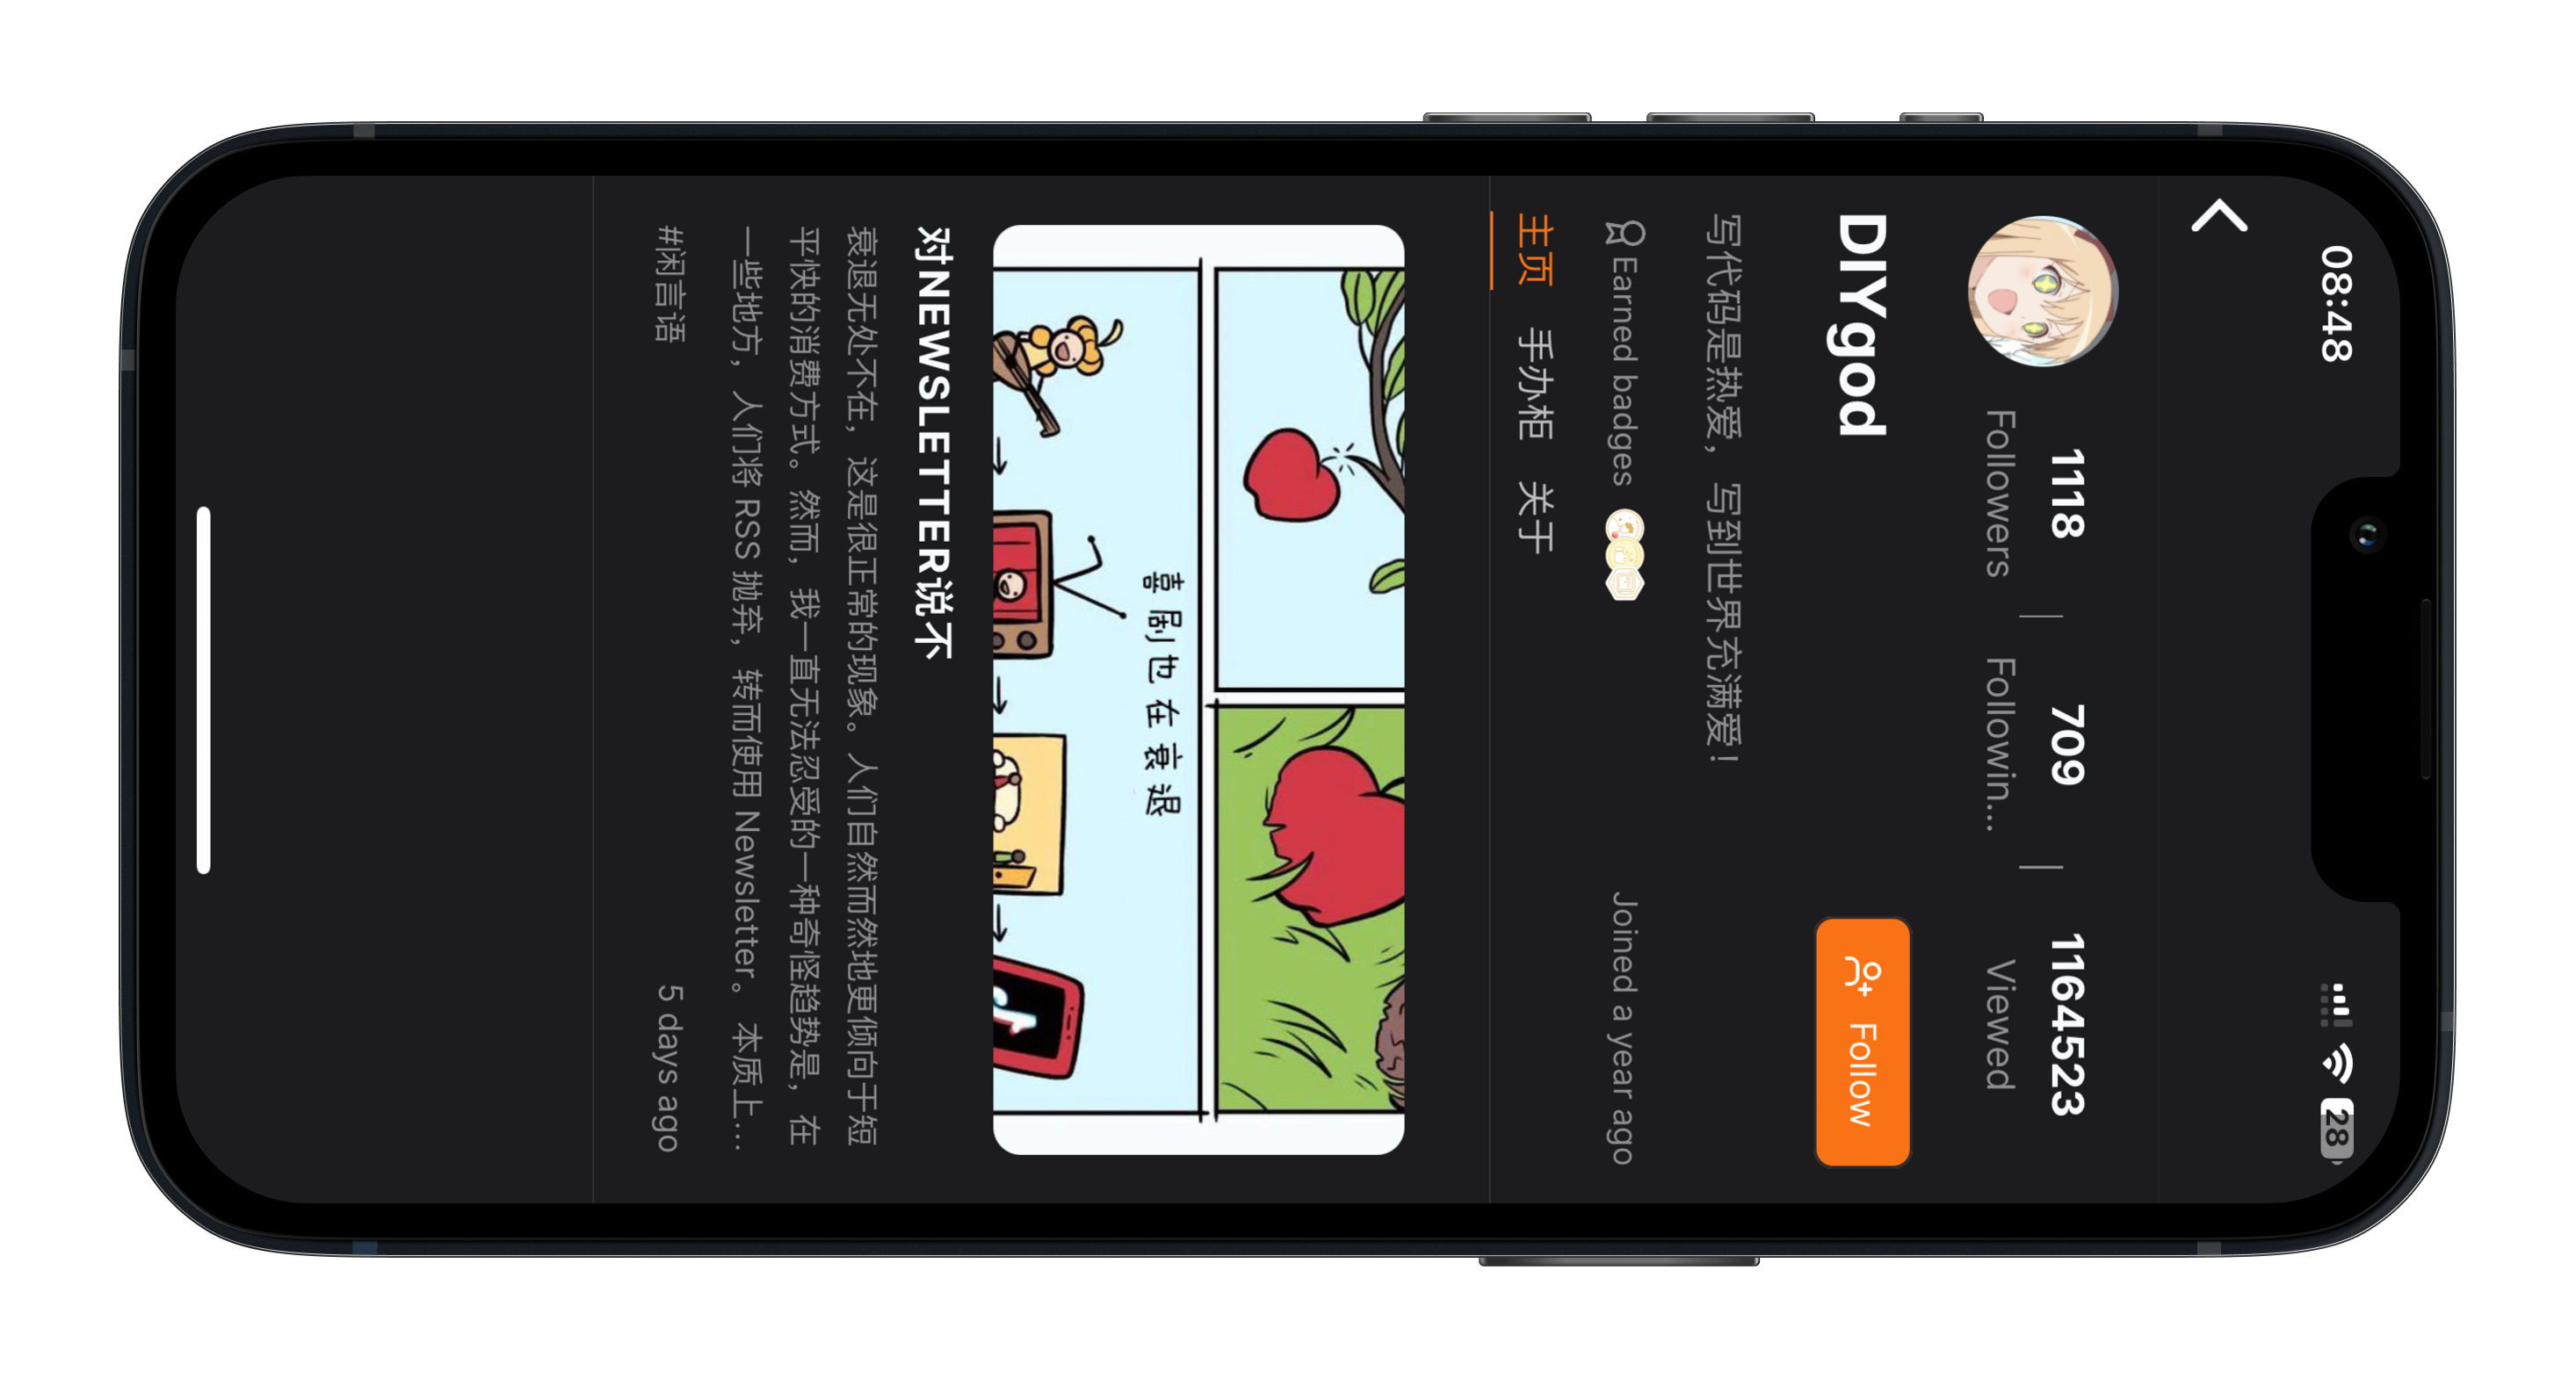 08:48
28
1118
709
1164523
Followers
Followin...
Viewed
DIYgod
Follow
写代码是热爱，写到世界充满爱！
Earned badges
Joined a year ago
主页 手办柜 关于
喜剧也在衰退
对NEWSLETTER说不
衰退无处不在，这是很正常的现象。人们自然而然地更倾向于短
平快的消费方式。然而，我一直无法忍受的一种奇怪趋势是，在
一些地方，人们将 RSS 抛弃，转而使用 Newsletter。 本质上...
#闲言语
5 days ago